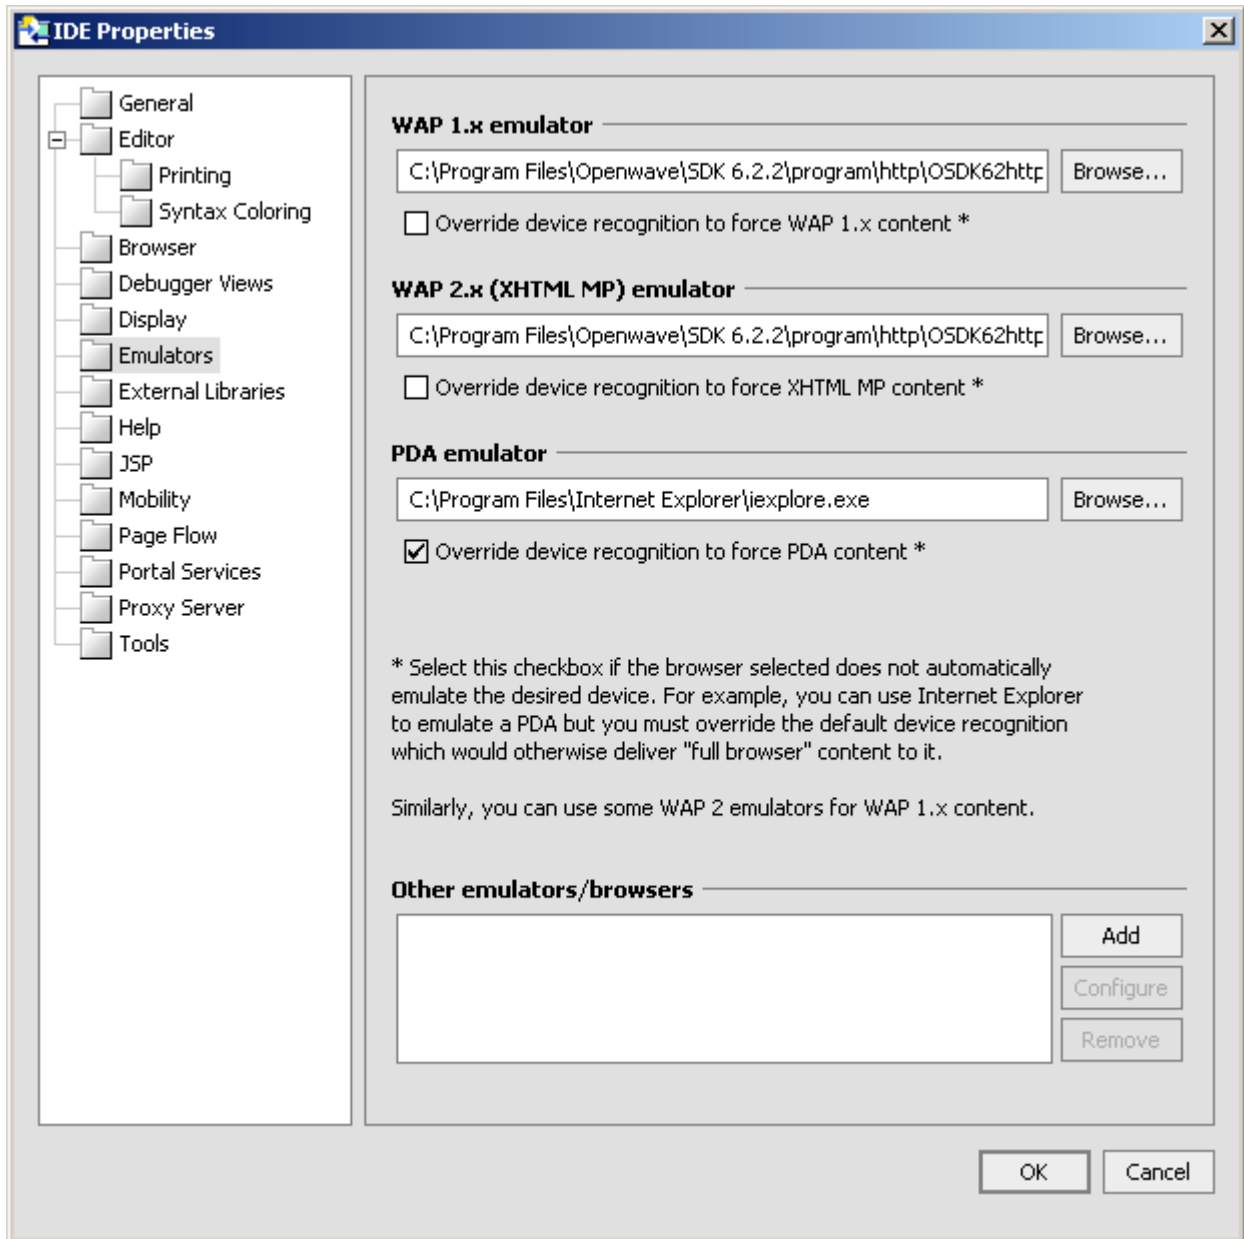 IDE Properties
General
Editor
Printing
Syntax Coloring
Browser
Debugger Views
Display
Emulators
External Libraries
Help
JSP
Mobility
Page Flow
Portal Services
Proxy Server
Tools
WAP 1.x emulator
C:\Program Files\Openwave\SDK 6.2.2\program\http\OSDK62http
Browse...
Override device recognition to force WAP 1.x content *
WAP 2.x (XHTML MP) emulator
C:\Program Files\Openwave\SDK 6.2.2\program\http\OSDK62http
Browse...
Override device recognition to force XHTML MP content *
PDA emulator
C:\Program Files\Internet Explorer\iexplore.exe
Browse...
Override device recognition to force PDA content *
* Select this checkbox if the browser selected does not automatically
emulate the desired device. For example, you can use Internet Explorer
to emulate a PDA but you must override the default device recognition
which would otherwise deliver "full browser" content to it.
Similarly, you can use some WAP 2 emulators for WAP 1.x content.
Other emulators/browsers
Add
Configure
Remove
OK
Cancel